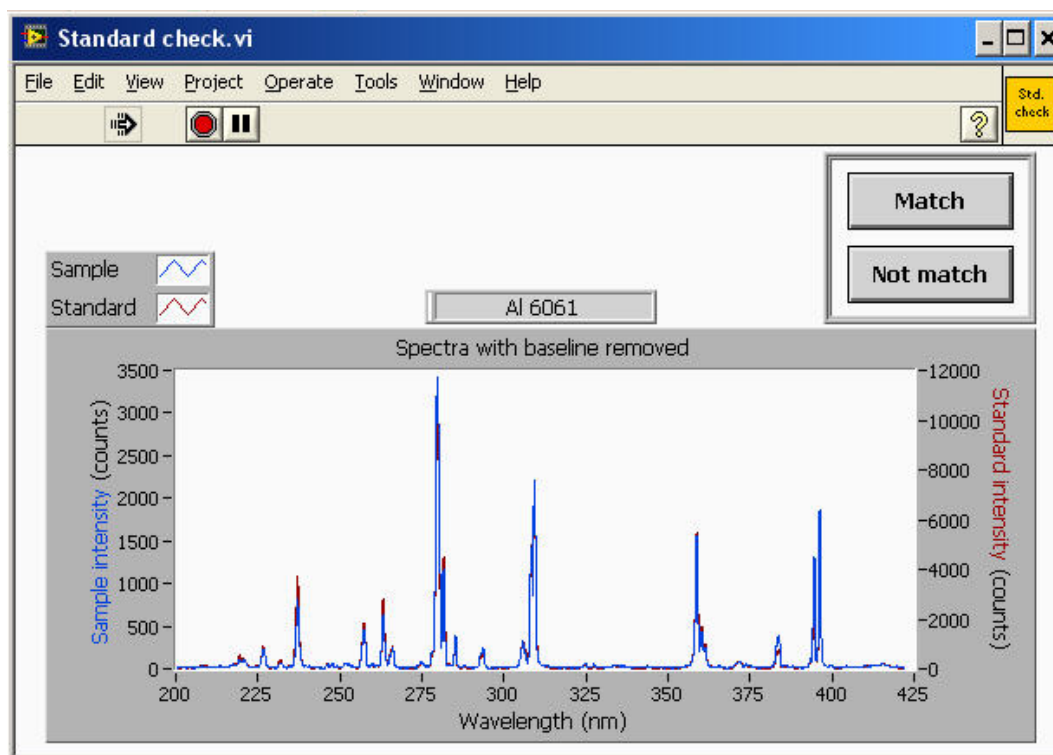 Standard check.vi
File Edit View Project Operate Tools Window Help
Std.
check
Match
Not match
Sample
Standard
Al 6061
Spectra with baseline removed
Sample intensity (counts)
3500
3000
2500
2000
1500
1000
500
0
12000
10000
8000
6000
4000
2000
0
Standard intensity (counts)
200 225 250 275 300 325 350 375 400 425
Wavelength (nm)